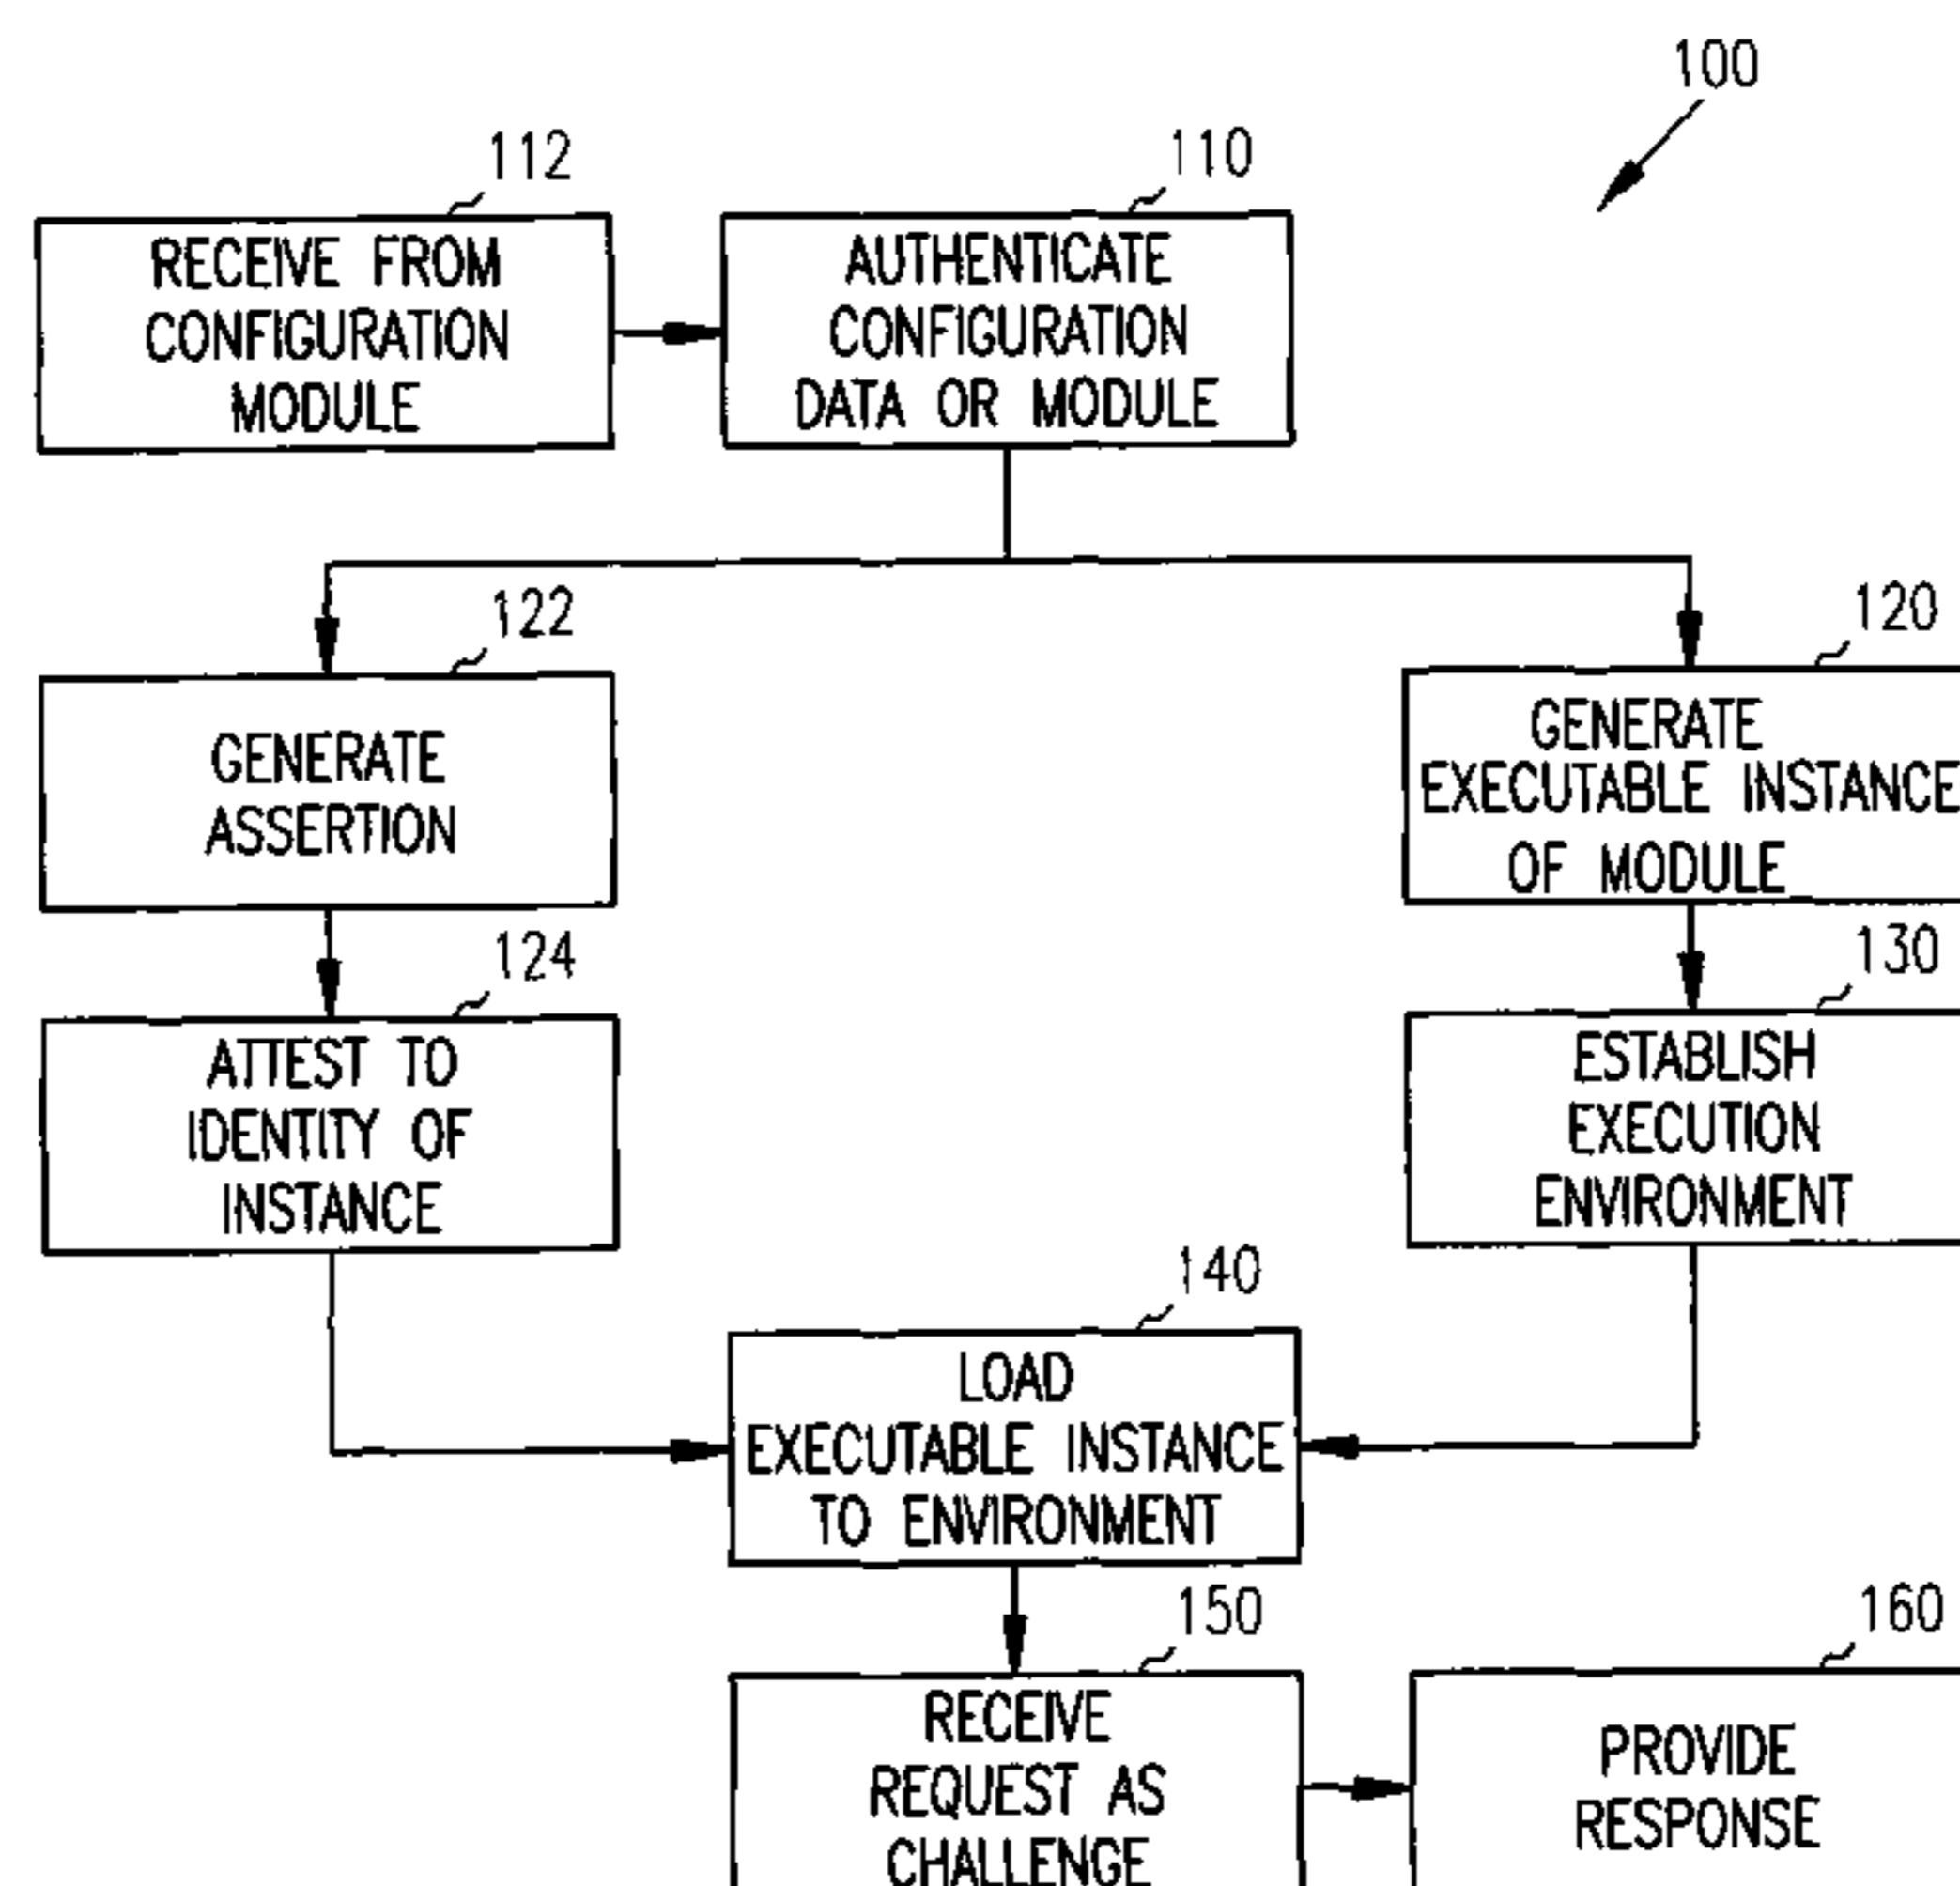 100
112
RECEIVE FROM
CONFIGURATION
MODULE
110
AUTHENTICATE
CONFIGURATION
DATA OR MODULE
122
GENERATE
ASSERTION
120
GENERATE
EXECUTABLE INSTANCE
OF MODULE
124
ATTEST TO
IDENTITY OF
INSTANCE
130
ESTABLISH
EXECUTION
ENVIRONMENT
140
LOAD
EXECUTABLE INSTANCE
TO ENVIRONMENT
150
RECEIVE
REQUEST AS
CHALLENGE
160
PROVIDE
RESPONSE